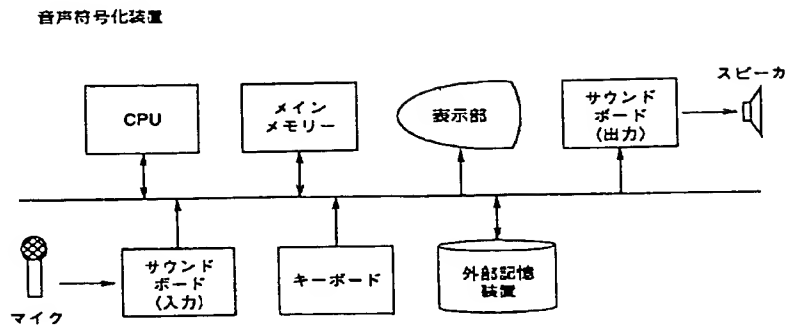 音声符号化装置
スピーカ
CPU
メイン
メモリー
表示部
サウンド
ボード
(出力)
サウンド
ボード
(入力)
キーボード
外部記憶
装置
マイク